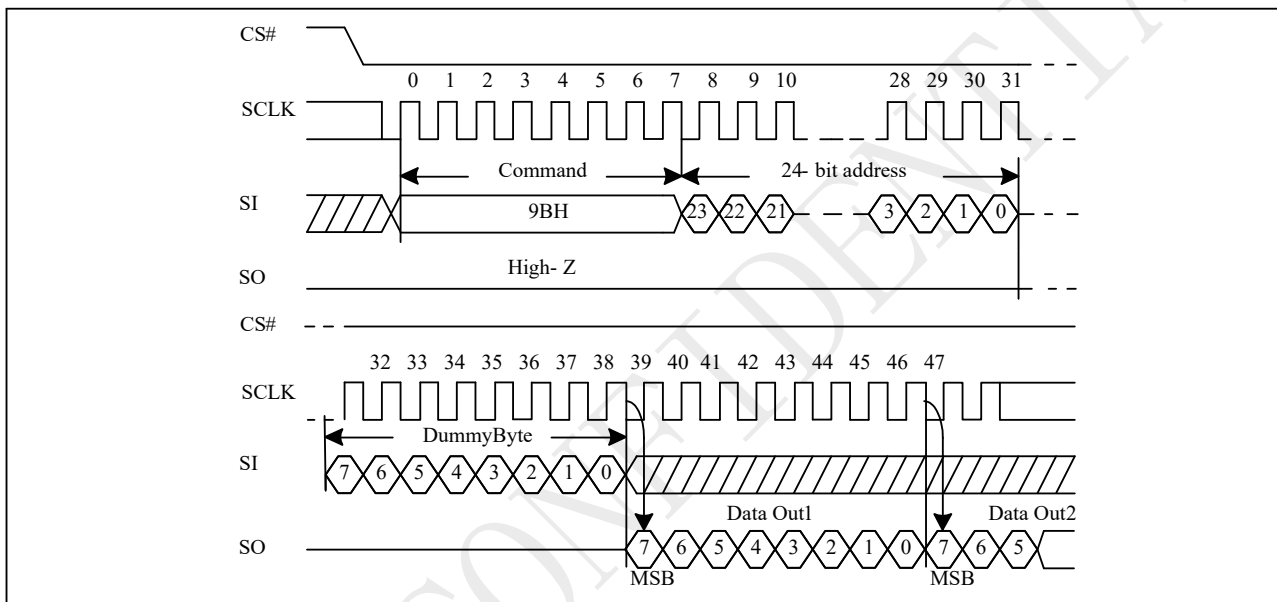 CS#
0 1 2 3 4 5 6 7 8 9 10 28 29 30 31
SCLK
Command 24- bit address
SI 9BH 23 22 21 3 2 1 0
High- Z
SO
CS#
32 33 34 35 36 37 38 39 40 41 42 43 44 45 46 47
SCLK
DummyByte
SI 7 6 5 4 3 2 1 0
Data Out1 Data Out2
SO 7 6 5 4 3 2 1 0 7 6 5
MSB MSB
CONFIDENTIA